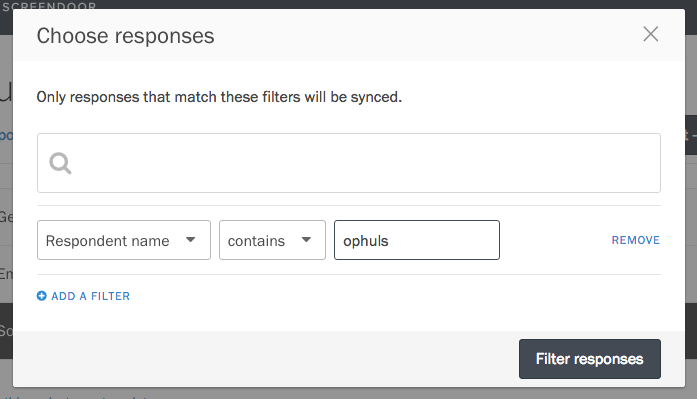 SCREENDOOR
Choose responses
Only responses that match these filters will be synced.
Respondent name contains ophuls REMOVE
ADD A FILTER
Filter responses